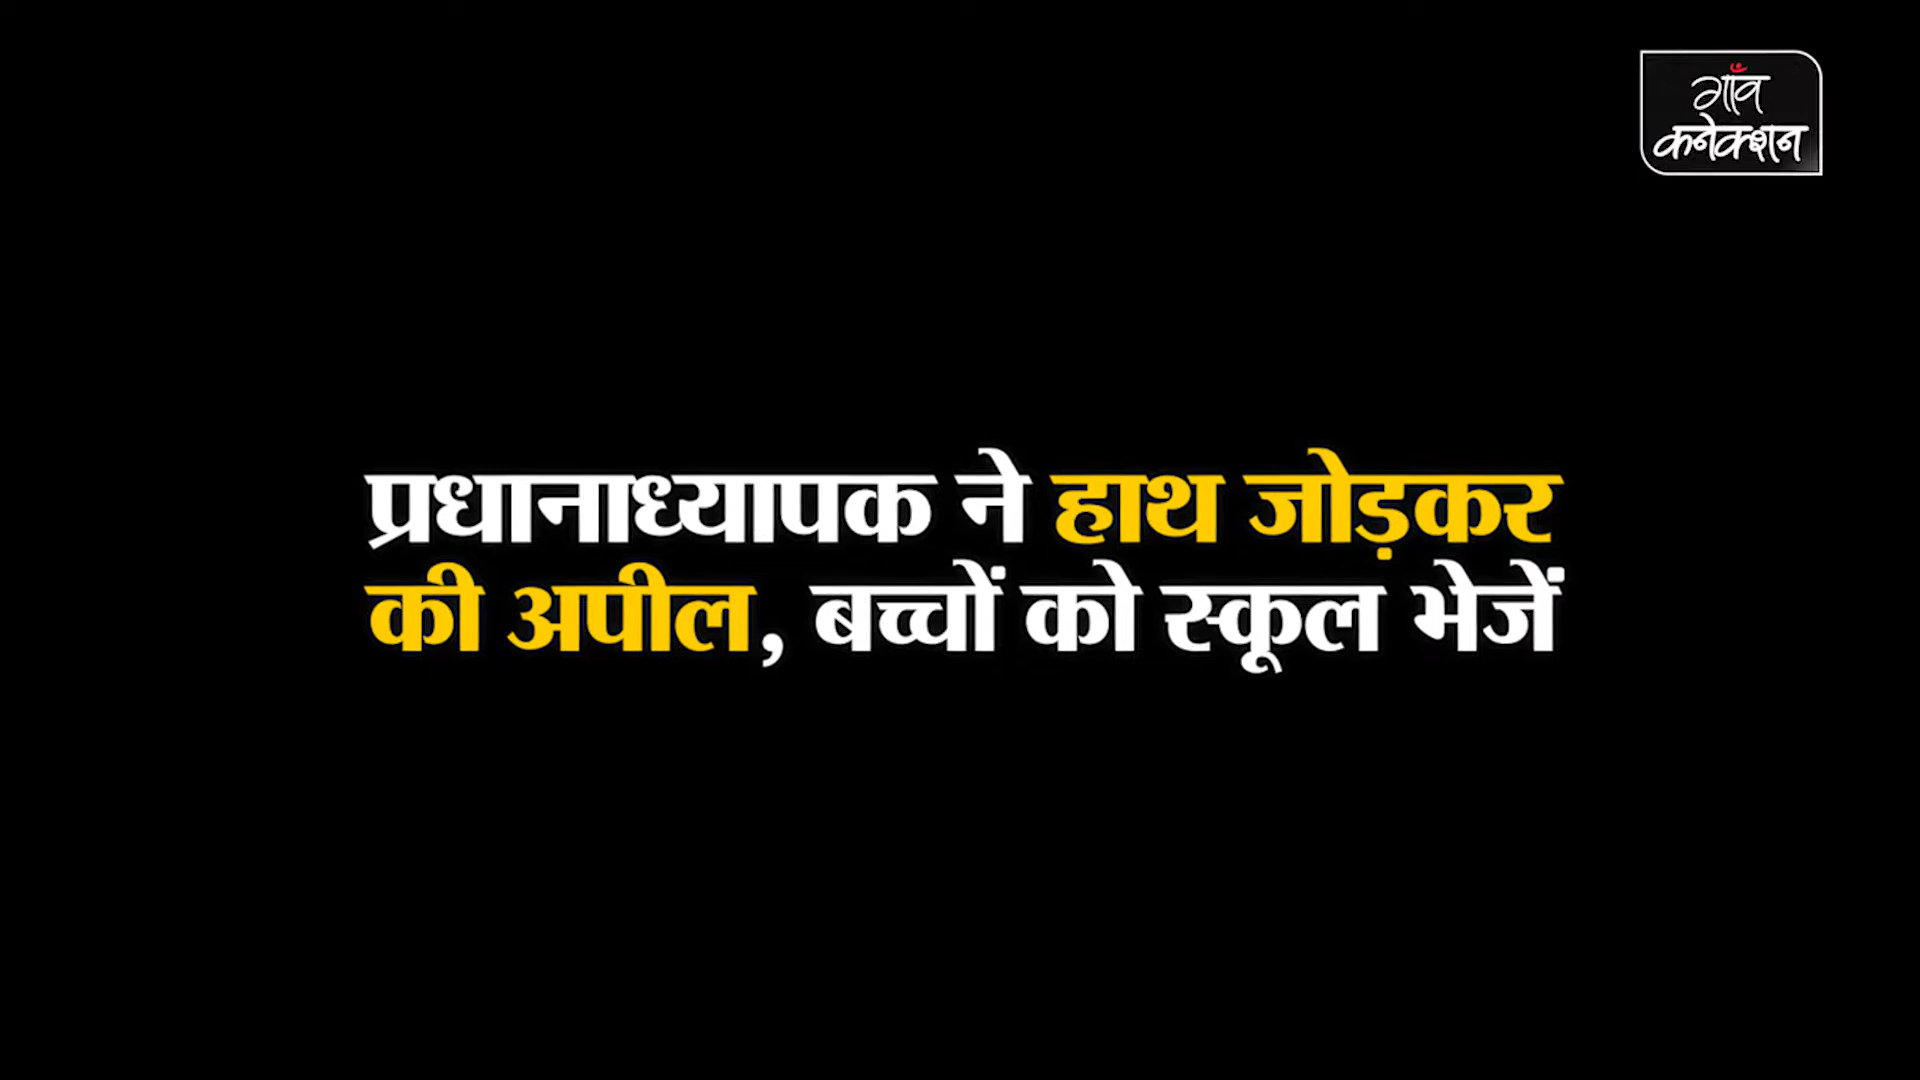 गाँव
कनेक्शन
प्रधानाध्यापक ने हाथ जोड़कर
की अपील, बच्चों को स्कूल भेजें